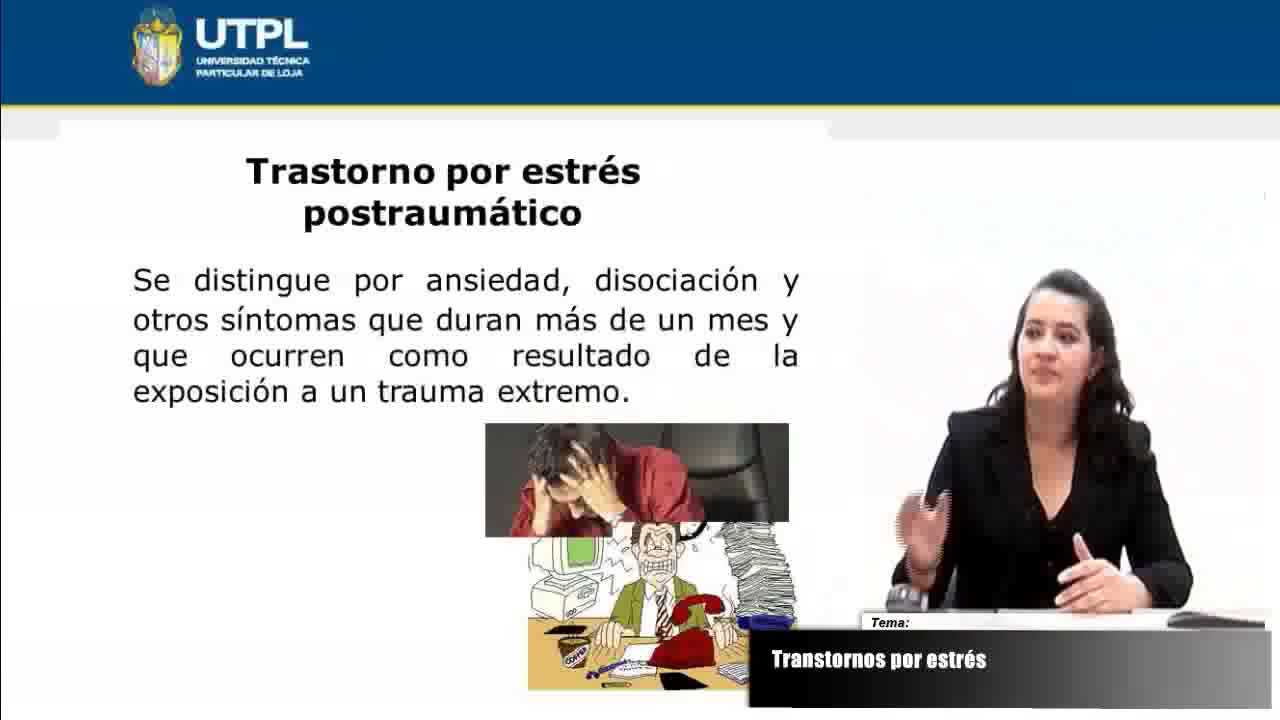 UTPL
UNIVERSIDAD TÉCNICA
PARTICULAR DE LOJA
Trastorno por estrés
postraumático
Se distingue por ansiedad, disociación y
otros síntomas que duran más de un mes y
que ocurren como resultado de la
exposición a un trauma extremo.
Tema:
Transtornos por estrés